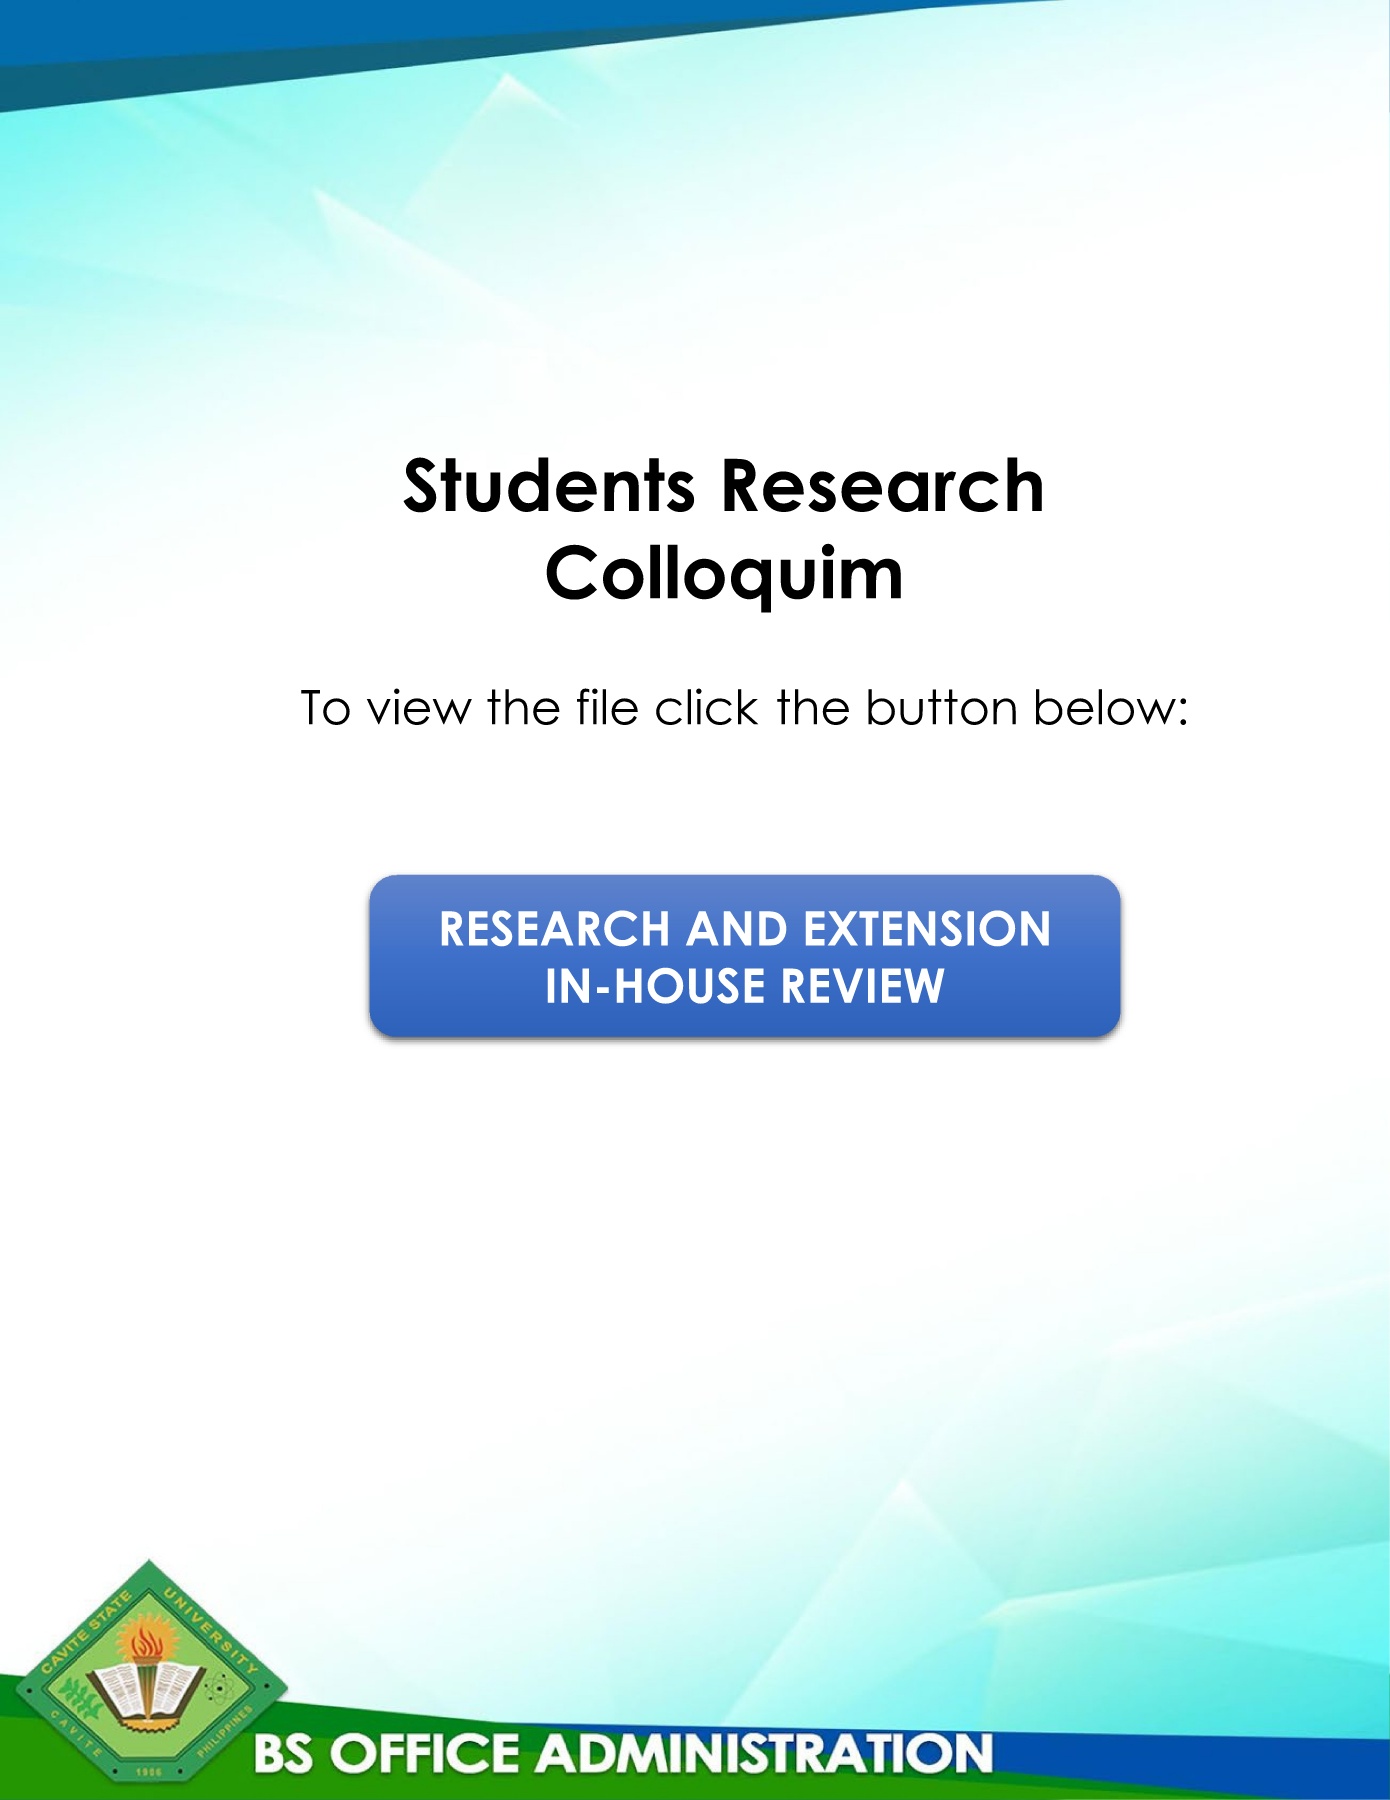 Students Research
Colloquim
To view the file click the button below:
RESEARCH AND EXTENSION
IN-HOUSE REVIEW
CAVITE STATE UNIVERSITY
CAVITE PHILIPPINES
1906
BS OFFICE ADMINISTRATION